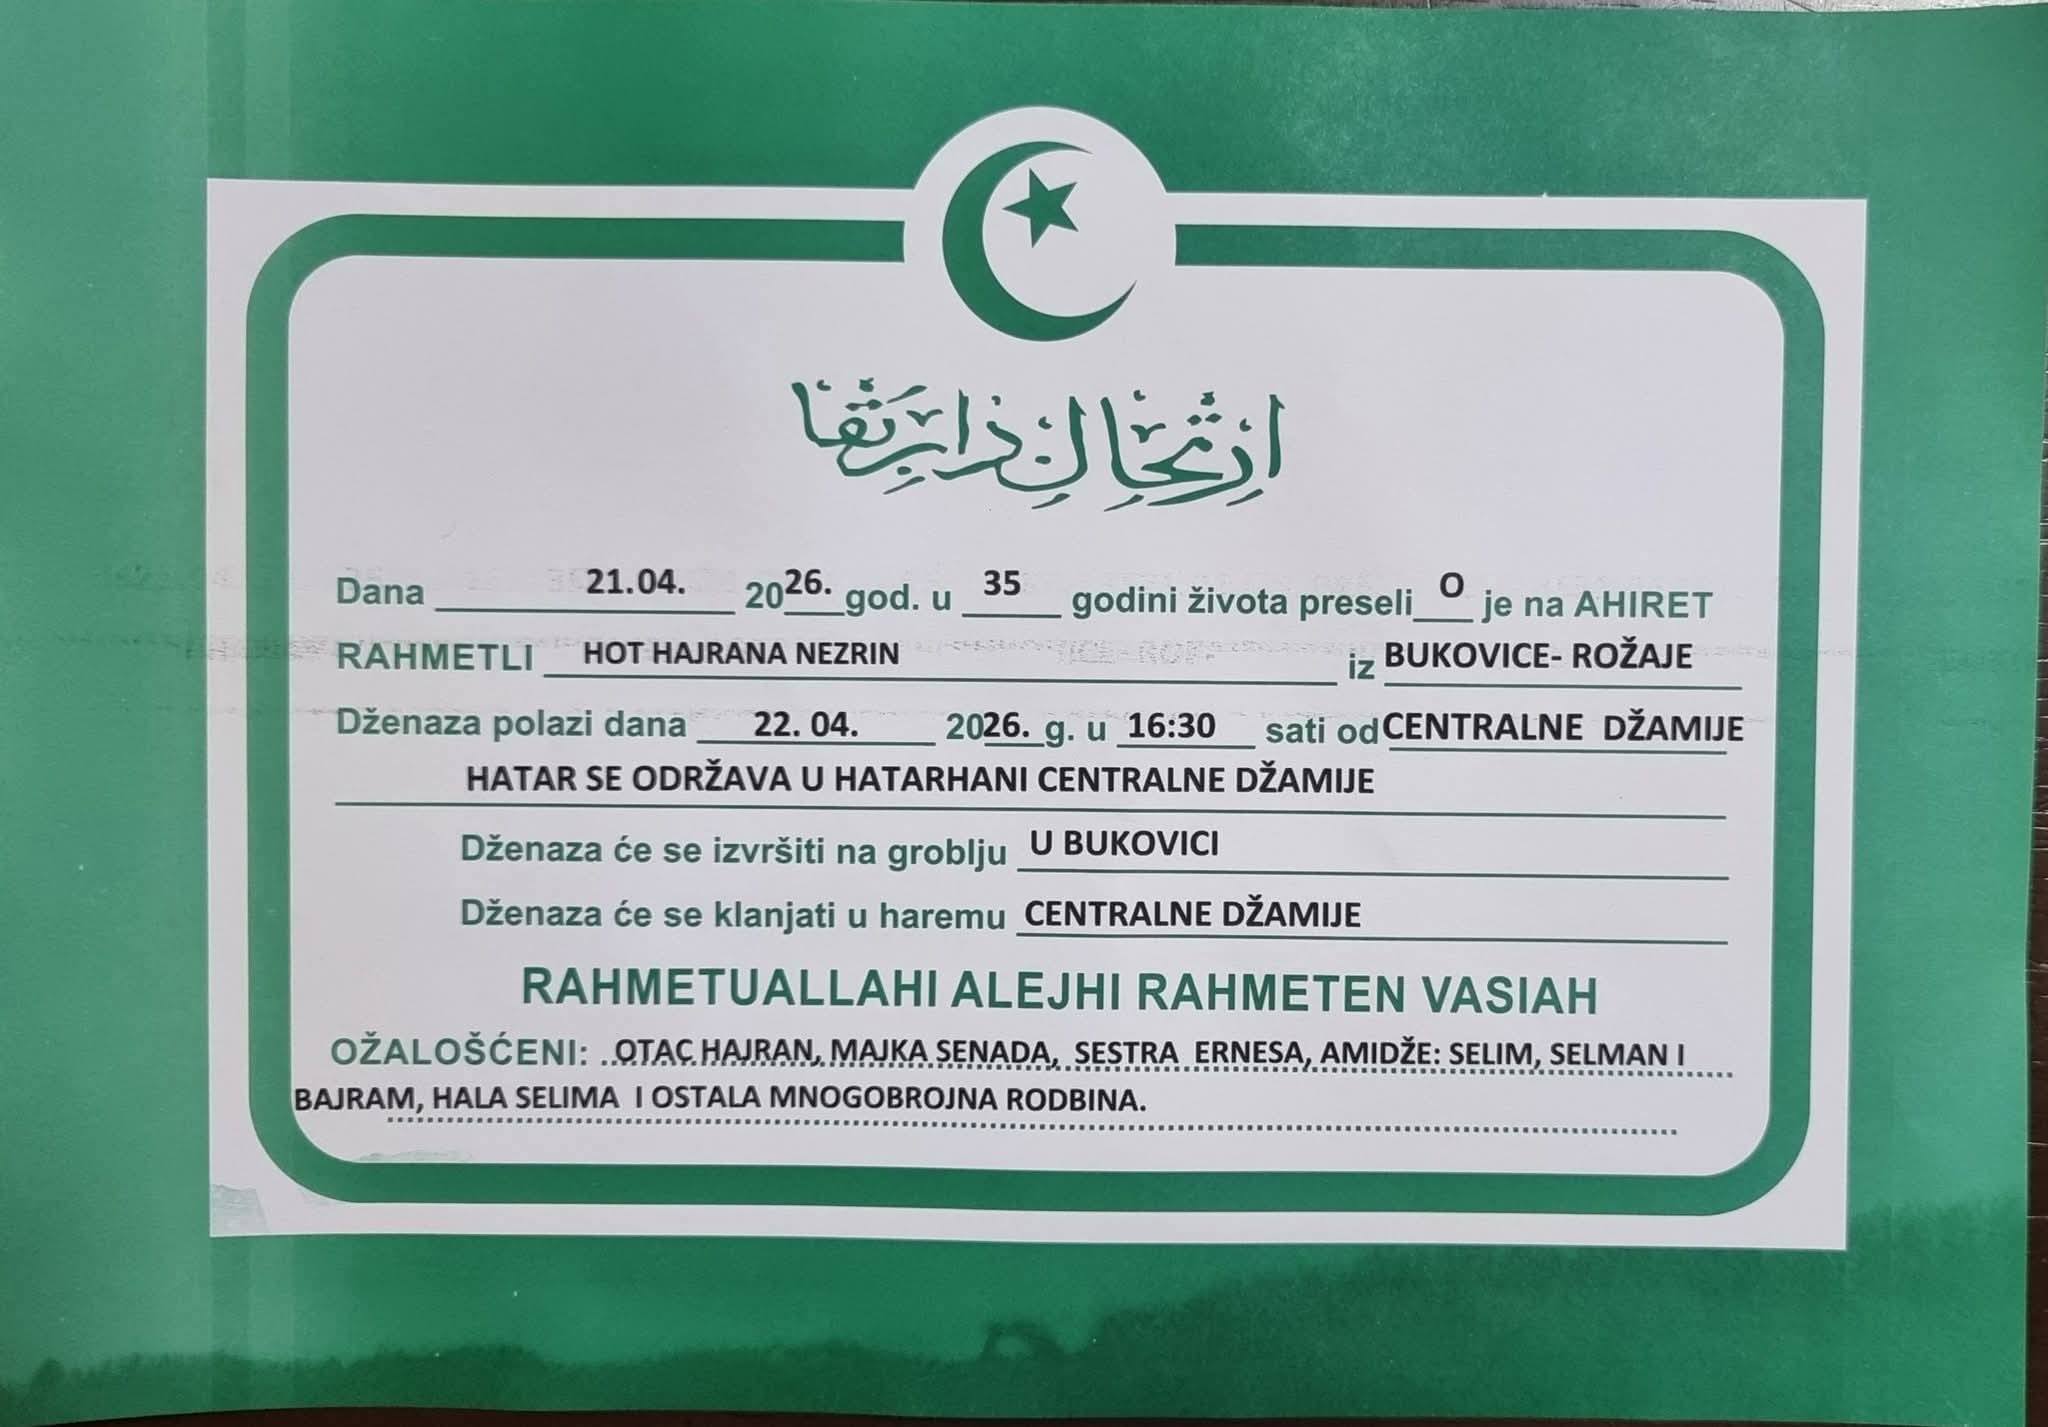 ارتحال دار بقا
Dana 21.04. 2026. god. u 35 godini života preseli O je na AHIRET
RAHMETLI HOT HAJRANA NEZRIN iz BUKOVICE- ROŽAJE
Dženaza polazi dana 22. 04. 2026. g. u 16:30 sati od CENTRALNE DŽAMIJE
HATAR SE ODRŽAVA U HATARHANI CENTRALNE DŽAMIJE
Dženaza će se izvršiti na groblju U BUKOVICI
Dženaza će se klanjati u haremu CENTRALNE DŽAMIJE
RAHMETUALLAHI ALEJHI RAHMETEN VASIAH
OŽALOŠĆENI: OTAC HAJRAN, MAJKA SENADA, SESTRA ERNESA, AMIDŽE: SELIM, SELMAN I
BAJRAM, HALA SELIMA I OSTALA MNOGOBROJNA RODBINA.